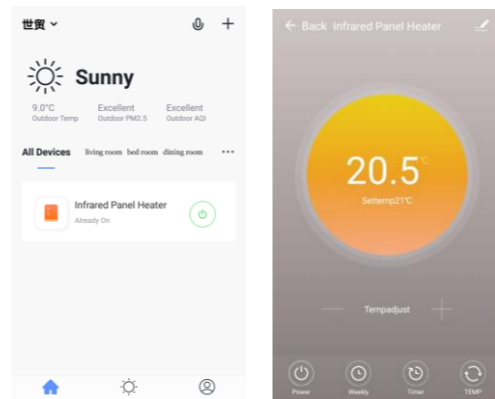 世贸
Sunny
9.0°C Excellent Excellent
Outdoor Temp Outdoor PM2.5 Outdoor AQI
All Devices living room bed room dining room
Infrared Panel Heater
Already On
Back Infrared Panel Heater
20.5℃
Settemp21℃
Tempadjust
Power Weekly Timer TEMP